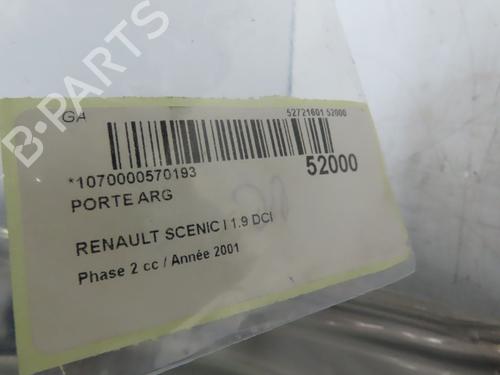 B-PARTS
GA
52721601 52000
*1070000570193
52000
PORTE ARG
RENAULT SCENIC I 1.9 DCI
Phase 2 cc / Année 2001